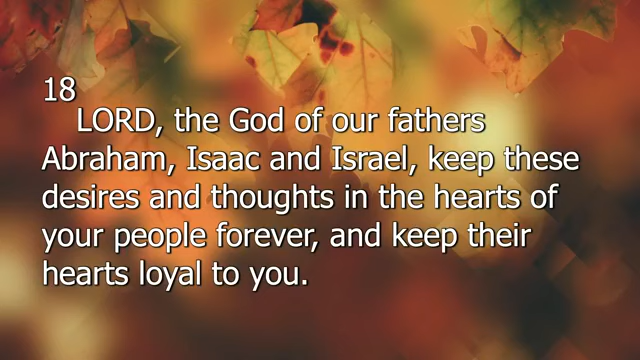 18
LORD, the God of our fathers
Abraham, Isaac and Israel, keep these
desires and thoughts in the hearts of
your people forever, and keep their
hearts loyal to you.